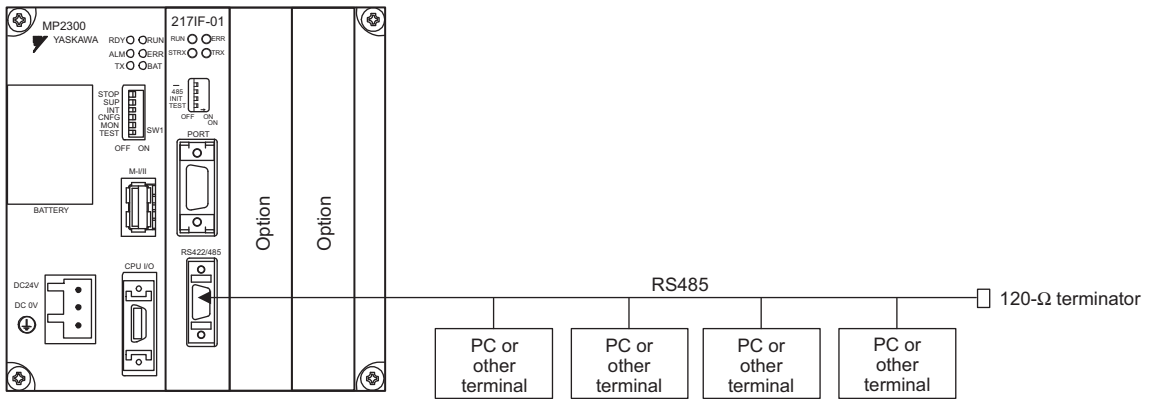 MP2300
YASKAWA
RDY RUN
ALM ERR
TX BAT
STOP
SUP
INT
CNFG
MON
TEST
SW1
OFF ON
M-I/II
BATTERY
CPU I/O
DC24V
DC 0V
217IF-01
RUN ERR
STRX TRX
485
INIT
TEST
OFF ON
ON
PORT
RS422/485
Option
Option
RS485
120-Ω terminator
PC or
other
terminal
PC or
other
terminal
PC or
other
terminal
PC or
other
terminal